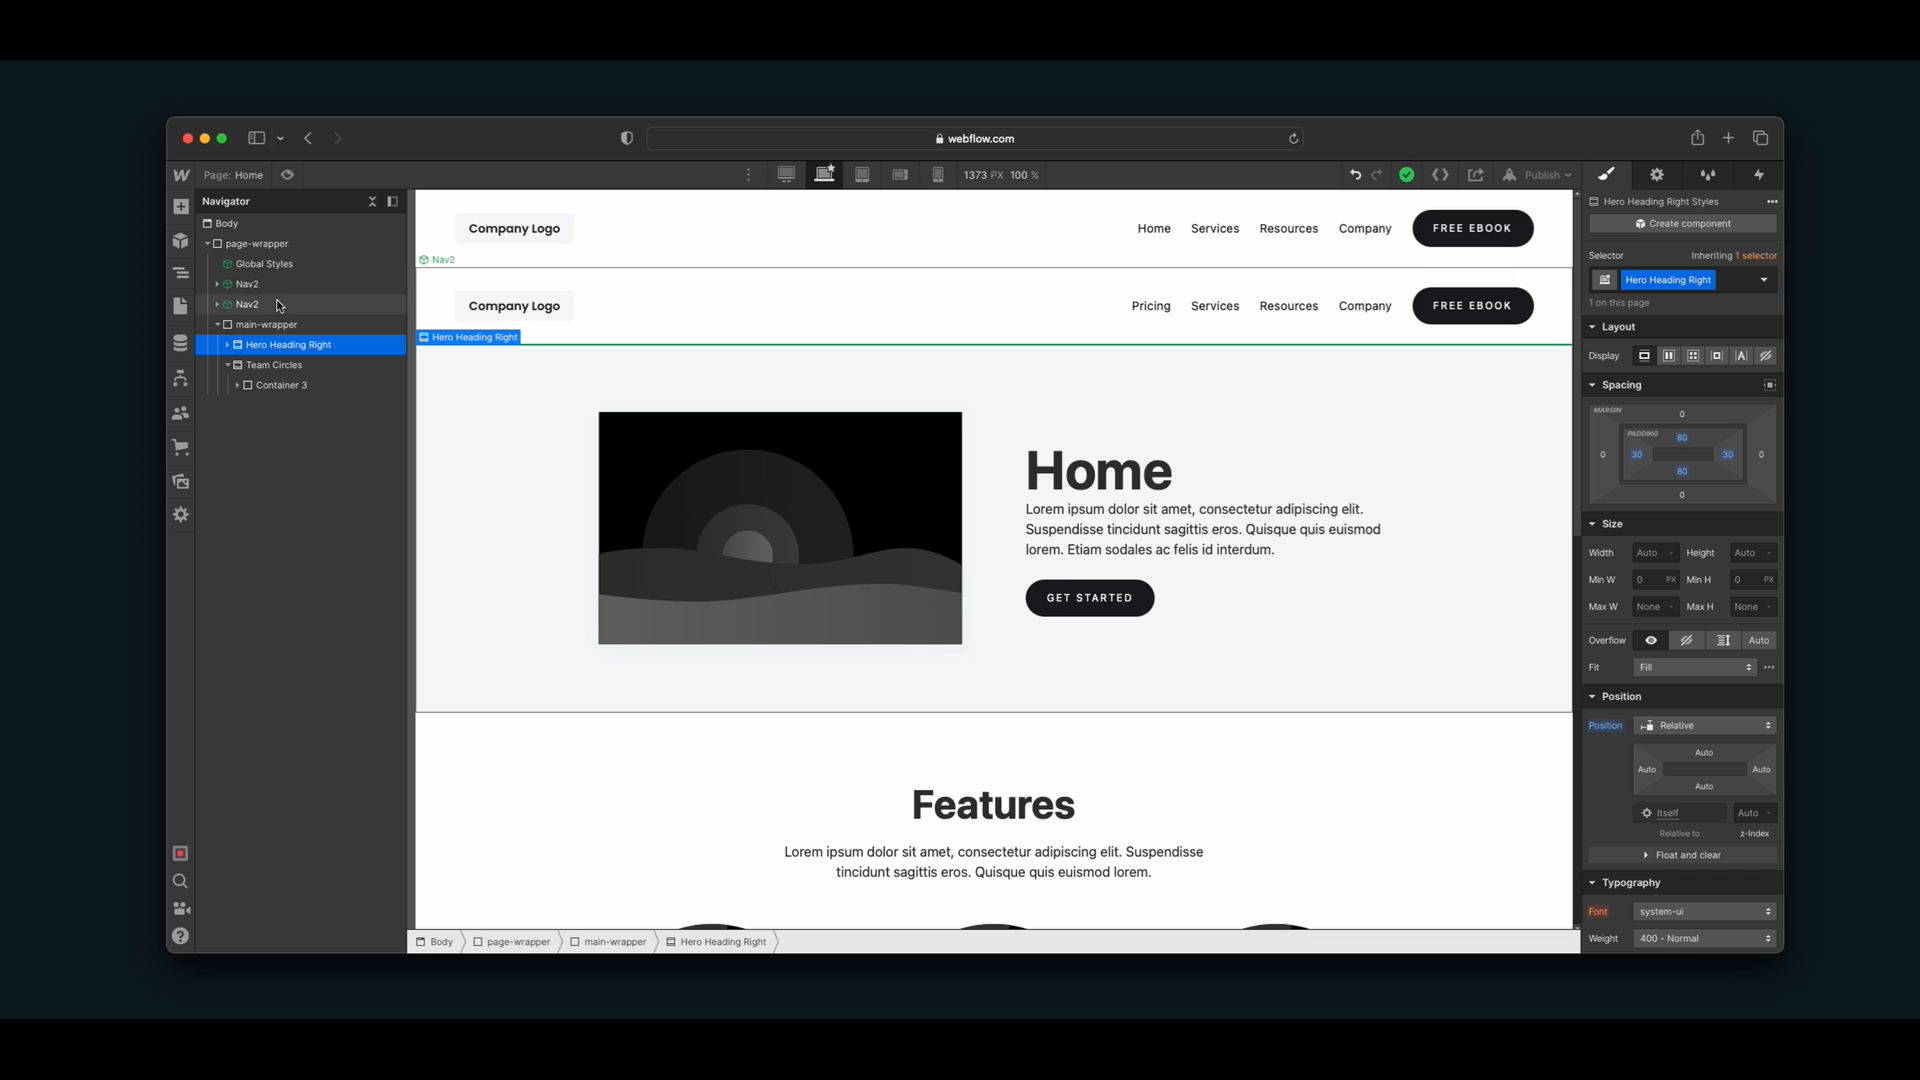 webflow.com
Page: Home
1373 PX 100 %
Publish
Navigator
Body
page-wrapper
Global Styles
Nav2
Nav2
main-wrapper
Hero Heading Right
Team Circles
Container 3
Company Logo
Home Services Resources Company FREE EBOOK
Nav2
Company Logo
Pricing Services Resources Company FREE EBOOK
Hero Heading Right
Home
Lorem ipsum dolor sit amet, consectetur adipiscing elit.
Suspendisse tincidunt sagittis eros. Quisque quis euismod
lorem. Etiam sodales ac felis id interdum.
GET STARTED
Features
Lorem ipsum dolor sit amet, consectetur adipiscing elit. Suspendisse
tincidunt sagittis eros. Quisque quis euismod lorem.
Body page-wrapper main-wrapper Hero Heading Right
Hero Heading Right Styles
Create component
Selector Inheriting 1 selector
Hero Heading Right
1 on this page
Layout
Display
Spacing
MARGIN
0
PADDING
80
0 30 30 0
80
0
Size
Width Auto - Height Auto -
Min W 0 PX Min H 0 PX
Max W None - Max H None -
Overflow Auto
Fit Fill
Position
Position Relative
Auto
Auto Auto
Auto
Itself Auto -
Relative to z-Index
Float and clear
Typography
Font system-ui
Weight 400 - Normal